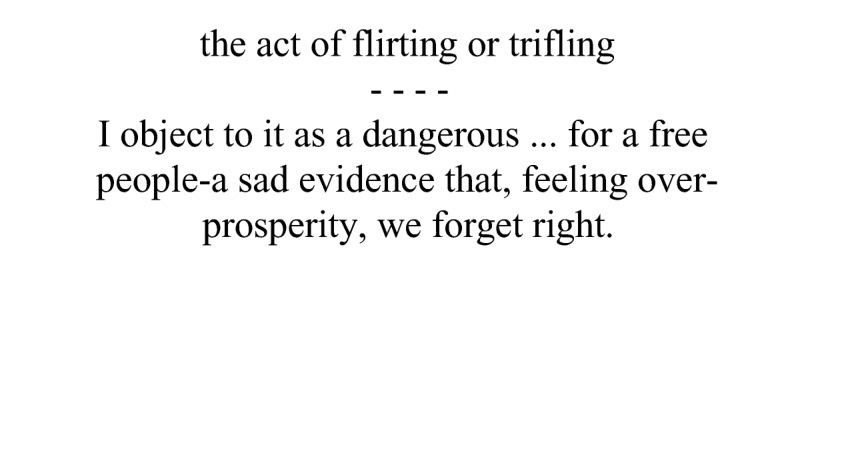 the act of flirting or trifling
- - - -
I object to it as a dangerous ... for a free
people-a sad evidence that, feeling over-
prosperity, we forget right.